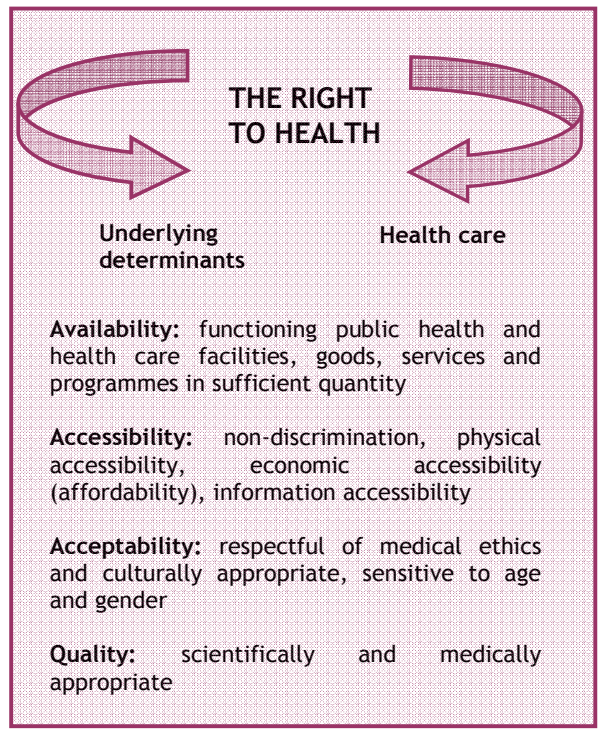 THE RIGHT
TO HEALTH
Underlying
determinants
Health care
Availability: functioning public health and
health care facilities, goods, services and
programmes in sufficient quantity
Accessibility: non-discrimination, physical
accessibility, economic accessibility
(affordability), information accessibility
Acceptability: respectful of medical ethics
and culturally appropriate, sensitive to age
and gender
Quality: scientifically and medically
appropriate